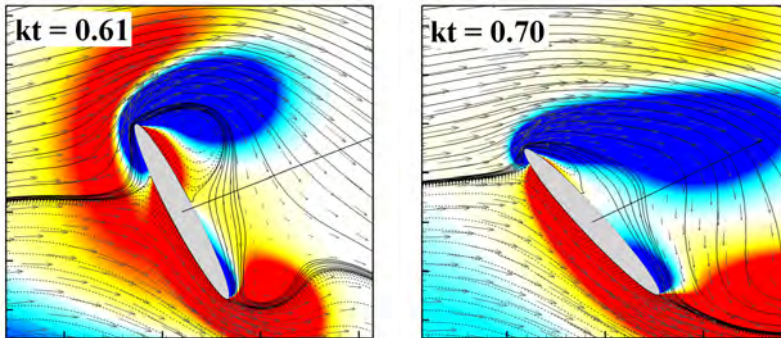 kt = 0.61
kt = 0.70